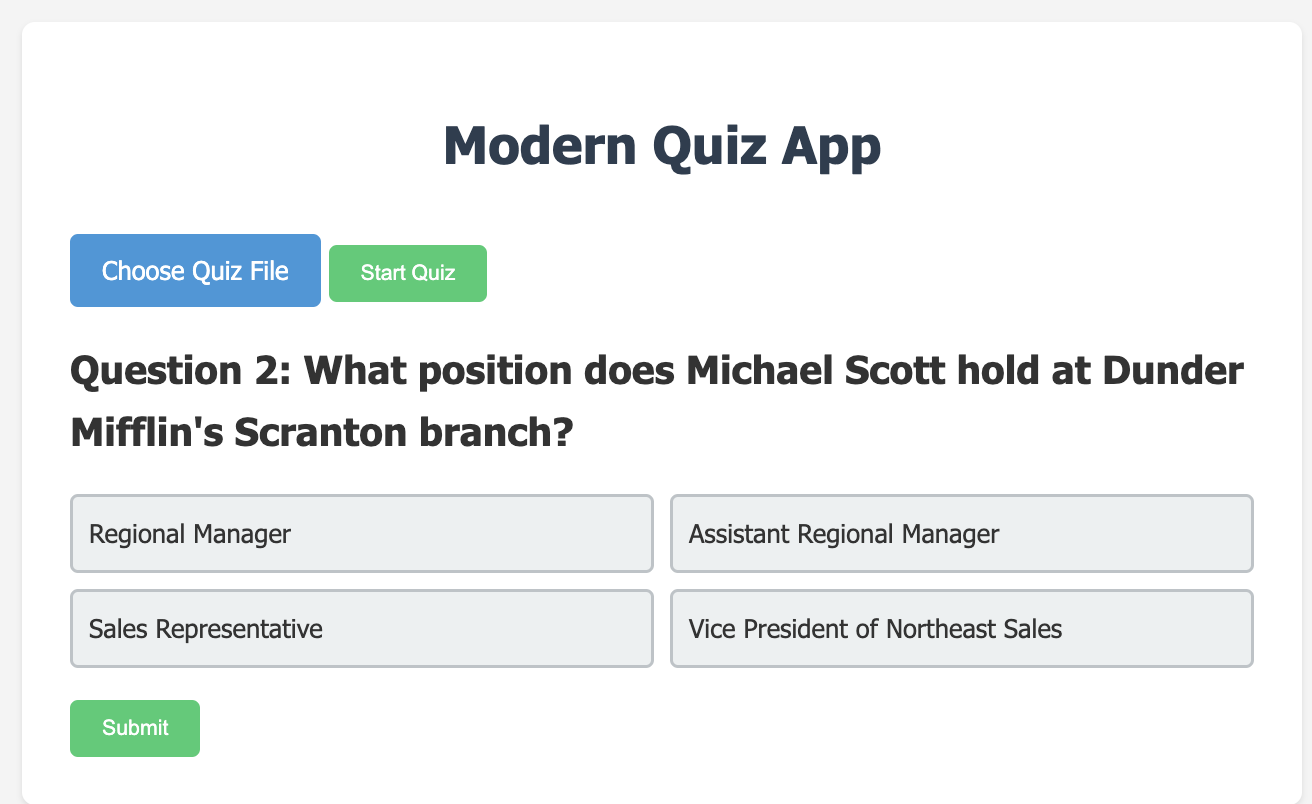 Modern Quiz App
Choose Quiz File
Start Quiz
Question 2: What position does Michael Scott hold at Dunder
Mifflin's Scranton branch?
Regional Manager
Assistant Regional Manager
Sales Representative
Vice President of Northeast Sales
Submit